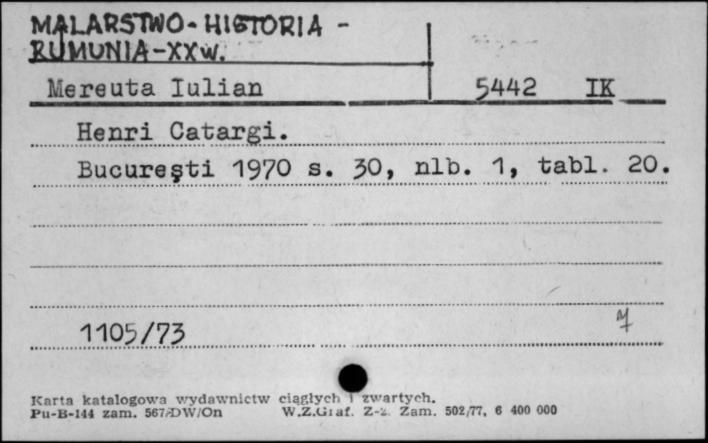 MALARSTWO-HISTORIA -
RUMUNIA-XXw.
Mereuta Iulian 5442 IK
Henri Catargi.
Bucureşti 1970 s. 30, nlb. 1, tabl. 20.
1105/73
Karta katalogowa wydawnictw ciągłych i zwartych.
Pu-B-144 zam. 567/DW/On W.Z.Graf. Z-2. Zam. 502/77, 6 400 000